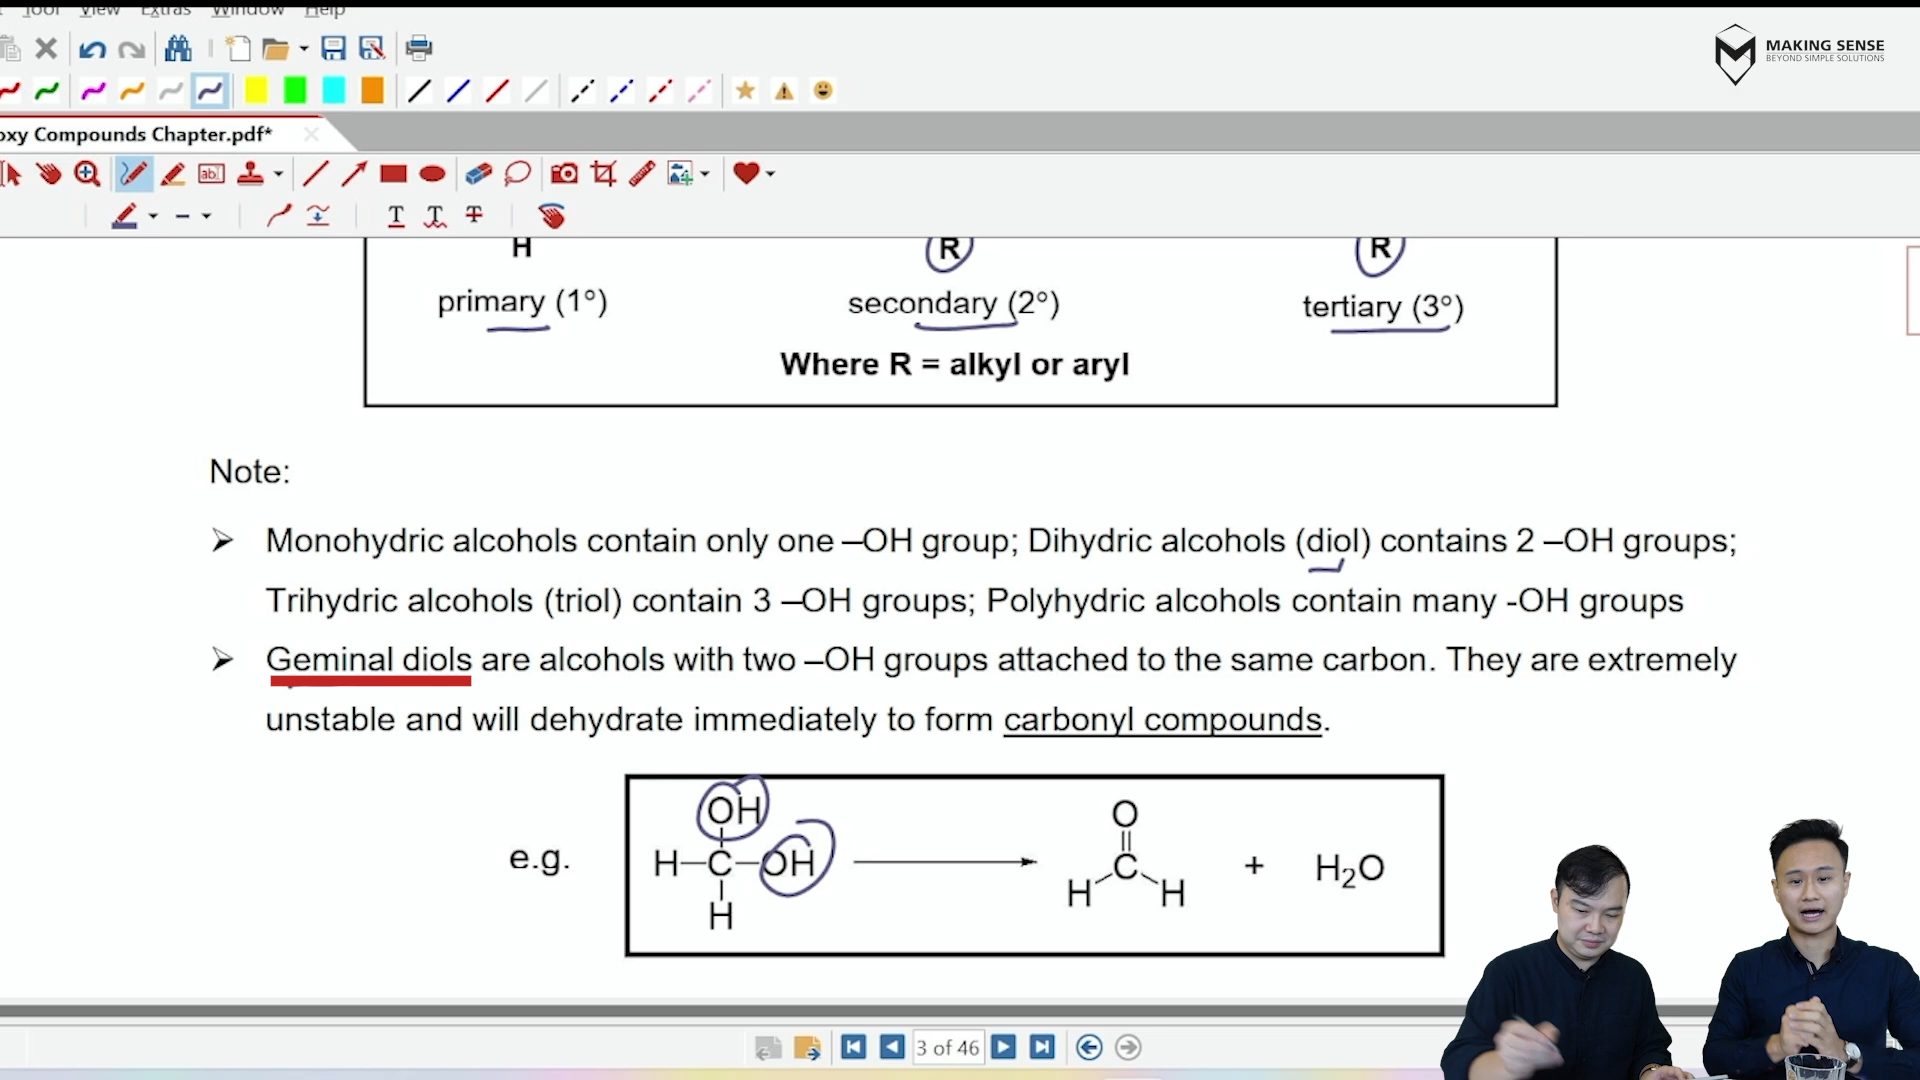 Tool View Extras Window Help
MAKING SENSE
BEYOND SIMPLE SOLUTIONS
oxy Compounds Chapter.pdf*
H R R
primary (1°) secondary (2°) tertiary (3°)
Where R = alkyl or aryl
Note:
➢ Monohydric alcohols contain only one –OH group; Dihydric alcohols (diol) contains 2 –OH groups;
Trihydric alcohols (triol) contain 3 –OH groups; Polyhydric alcohols contain many -OH groups
➢ Geminal diols are alcohols with two –OH groups attached to the same carbon. They are extremely
unstable and will dehydrate immediately to form carbonyl compounds.
OH O
e.g. H–C–OH C + H₂O
H H H
3 of 46